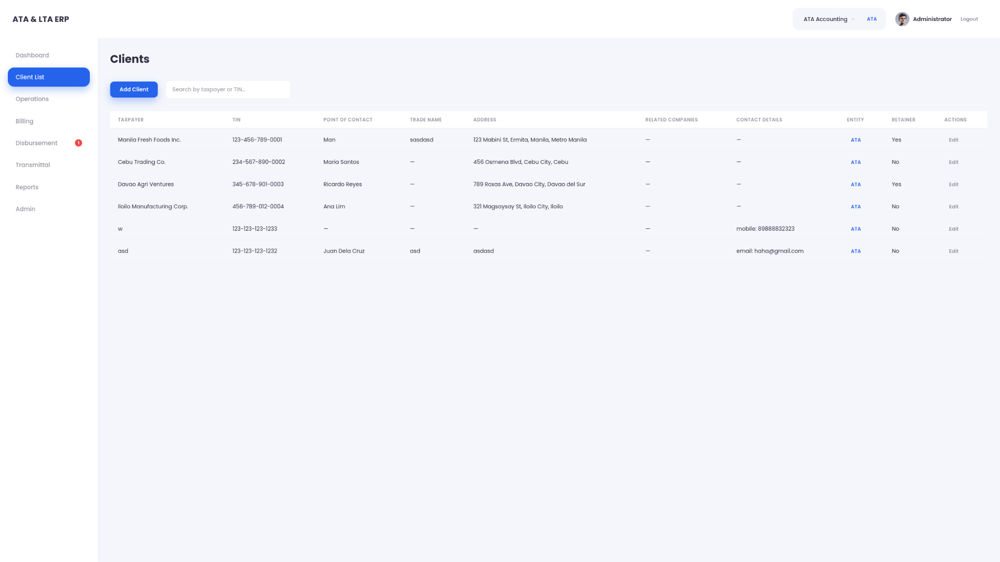 ATA & LTA ERP
ATA Accounting ATA Administrator Logout
Dashboard
Client List
Operations
Billing
Disbursement 1
Transmittal
Reports
Admin
Clients
Add Client Search by taxpayer or TIN...
TAXPAYER TIN POINT OF CONTACT TRADE NAME ADDRESS RELATED COMPANIES CONTACT DETAILS ENTITY RETAINER ACTIONS
Manila Fresh Foods Inc. 123-456-789-0001 Man sasdasd 123 Mabini St, Ermita, Manila, Metro Manila — — ATA Yes Edit
Cebu Trading Co. 234-567-890-0002 Maria Santos — 456 Osmena Blvd, Cebu City, Cebu — — ATA No Edit
Davao Agri Ventures 345-678-901-0003 Ricardo Reyes — 789 Roxas Ave, Davao City, Davao del Sur — — ATA Yes Edit
Iloilo Manufacturing Corp. 456-789-012-0004 Ana Lim — 321 Magsaysay St, Iloilo City, Iloilo — — ATA No Edit
w 123-123-123-1233 — — — — mobile: 89888832323 ATA No Edit
asd 123-123-123-1232 Juan Dela Cruz asd asdasd — email: haha@gmail.com ATA No Edit